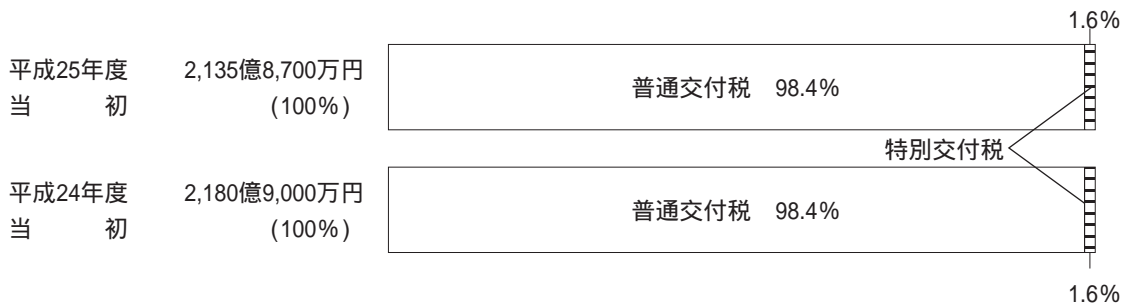 1.6%
平成25年度 2,135億8,700万円
当 初 (100%)
普通交付税 98.4%
特別交付税
平成24年度 2,180億9,000万円
当 初 (100%)
普通交付税 98.4%
1.6%